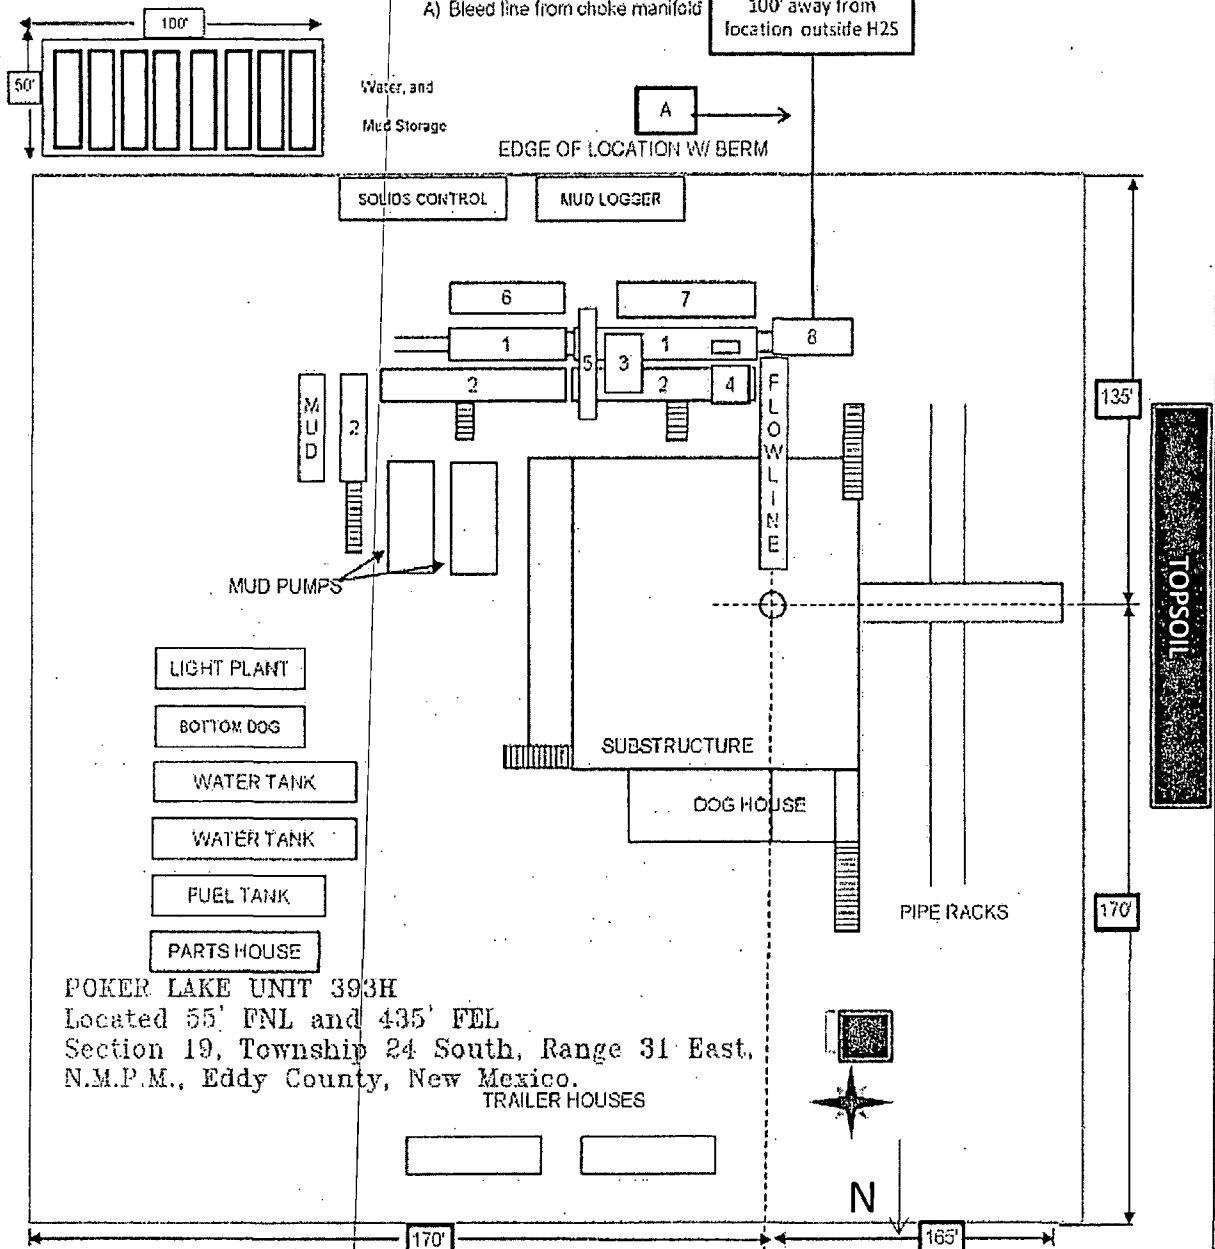 A) Bleed line from choke manifold
100' away from
location outside H2S
100'
50'
Water, and
Mud Storage
A
EDGE OF LOCATION W/ BERM
SOLIDS CONTROL
MUD LOGGER
6
7
1
5
3
1
8
2
2
4
MUD
2
FLOWLINE
135'
TOPSOIL
MUD PUMPS
LIGHT PLANT
BOTTOM DOG
WATER TANK
WATER TANK
FUEL TANK
PARTS HOUSE
SUBSTRUCTURE
DOG HOUSE
PIPE RACKS
170'
POKER LAKE UNIT 393H
Located 55' FNL and 435' FEL
Section 19, Township 24 South, Range 31 East,
N.M.P.M., Eddy County, New Mexico.
TRAILER HOUSES
N
170'
165'